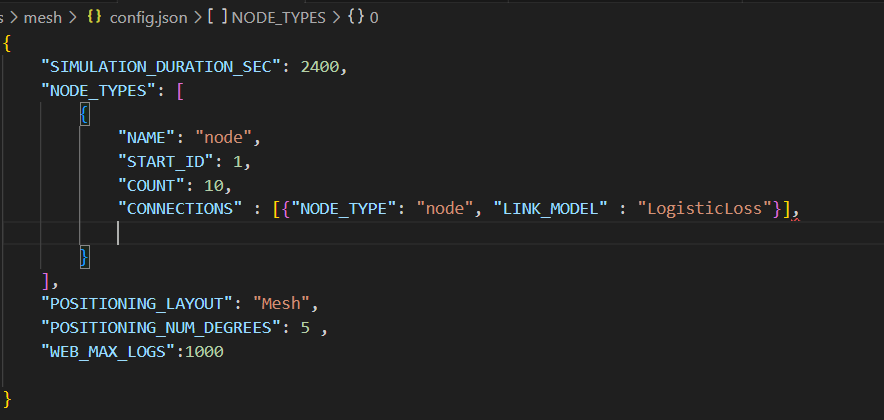 s > mesh > {} config.json > [ ] NODE_TYPES > {} 0
{
"SIMULATION_DURATION_SEC": 2400,
"NODE_TYPES": [
{
"NAME": "node",
"START_ID": 1,
"COUNT": 10,
"CONNECTIONS" : [{"NODE_TYPE": "node", "LINK_MODEL" : "LogisticLoss"}],
}
],
"POSITIONING_LAYOUT": "Mesh",
"POSITIONING_NUM_DEGREES": 5 ,
"WEB_MAX_LOGS":1000
}